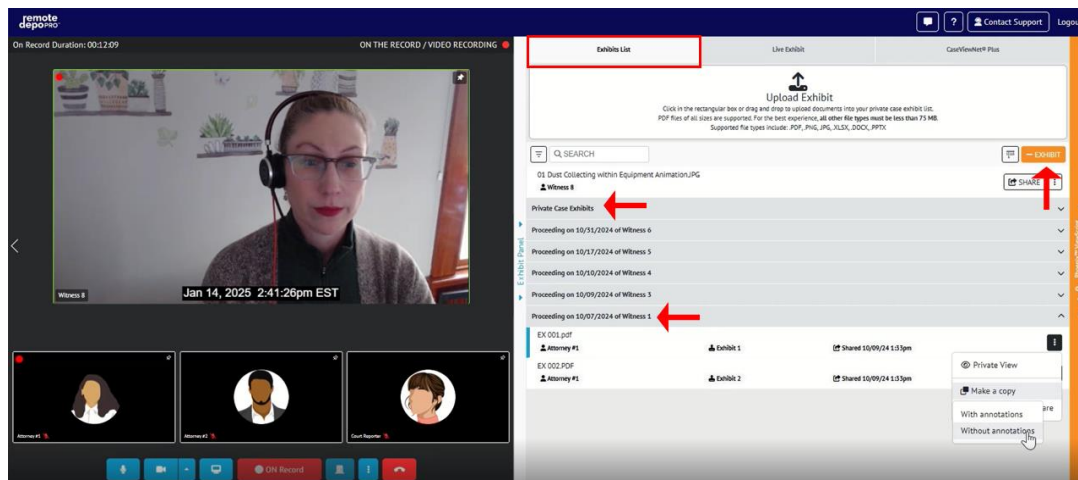 remote
depoPRO
?
Contact Support
Logou
On Record Duration: 00:12:09
ON THE RECORD / VIDEO RECORDING
Exhibits List
Live Exhibit
CaseViewNet® Plus
Upload Exhibit
Click in the rectangular box or drag and drop to upload documents into your private case exhibit list.
PDF files of all sizes are supported. For the best experience, all other file types must be less than 75 MB.
Supported file types include: .PDF, .PNG, .JPG, .XLSX, .DOCX, .PPTX
SEARCH
EXHIBIT
01 Dust Collecting within Equipment Animation.JPG
Witness 8
SHARE
Private Case Exhibits
Proceeding on 10/31/2024 of Witness 6
Proceeding on 10/17/2024 of Witness 5
Exhibit Panel
Proceeding on 10/10/2024 of Witness 4
Proceeding on 10/09/2024 of Witness 3
Proceeding on 10/07/2024 of Witness 1
Witness 8
Jan 14, 2025 2:41:26pm EST
EX 001.pdf
Attorney #1
Exhibit 1
Shared 10/09/24 1:33pm
EX 002.PDF
Attorney #1
Exhibit 2
Shared 10/09/24 1:33pm
Private View
Make a copy
are
With annotations
Without annotations
Attorney #1
Attorney #2
Court Reporter
ON Record